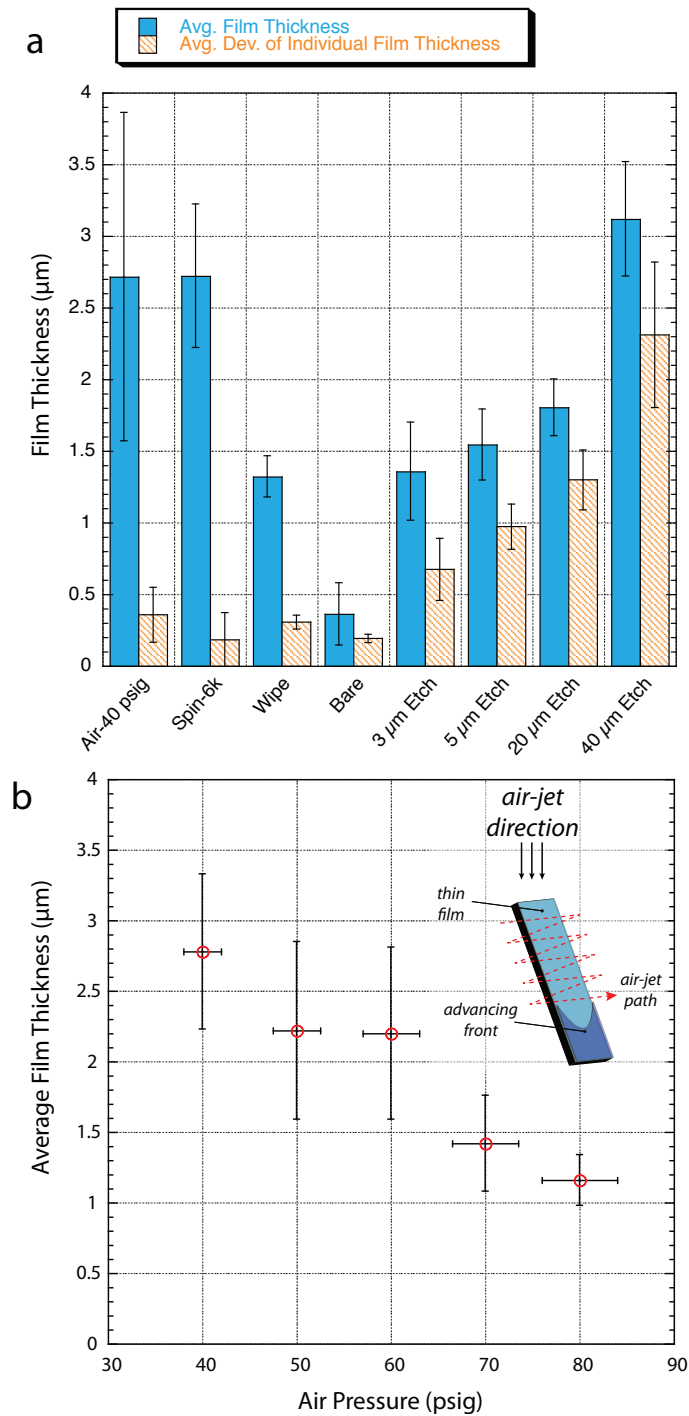 a
Avg. Film Thickness
Avg. Dev. of Individual Film Thickness
4
3.5
3
2.5
2
1.5
1
0.5
0
Film Thickness (µm)
Air-40 psig
Spin-6k
Wipe
Bare
3 µm Etch
5 µm Etch
20 µm Etch
40 µm Etch
b
4
3.5
3
2.5
2
1.5
1
0.5
0
Average Film Thickness (µm)
air-jet
direction
thin
film
air-jet
path
advancing
front
30
40
50
60
70
80
90
Air Pressure (psig)